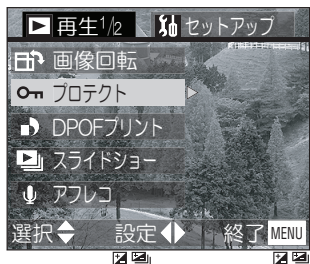 再生1/2 セットアップ
画像回転
プロテクト
DPOFプリント
スライドショー
アフレコ
選択 設定 終了 MENU